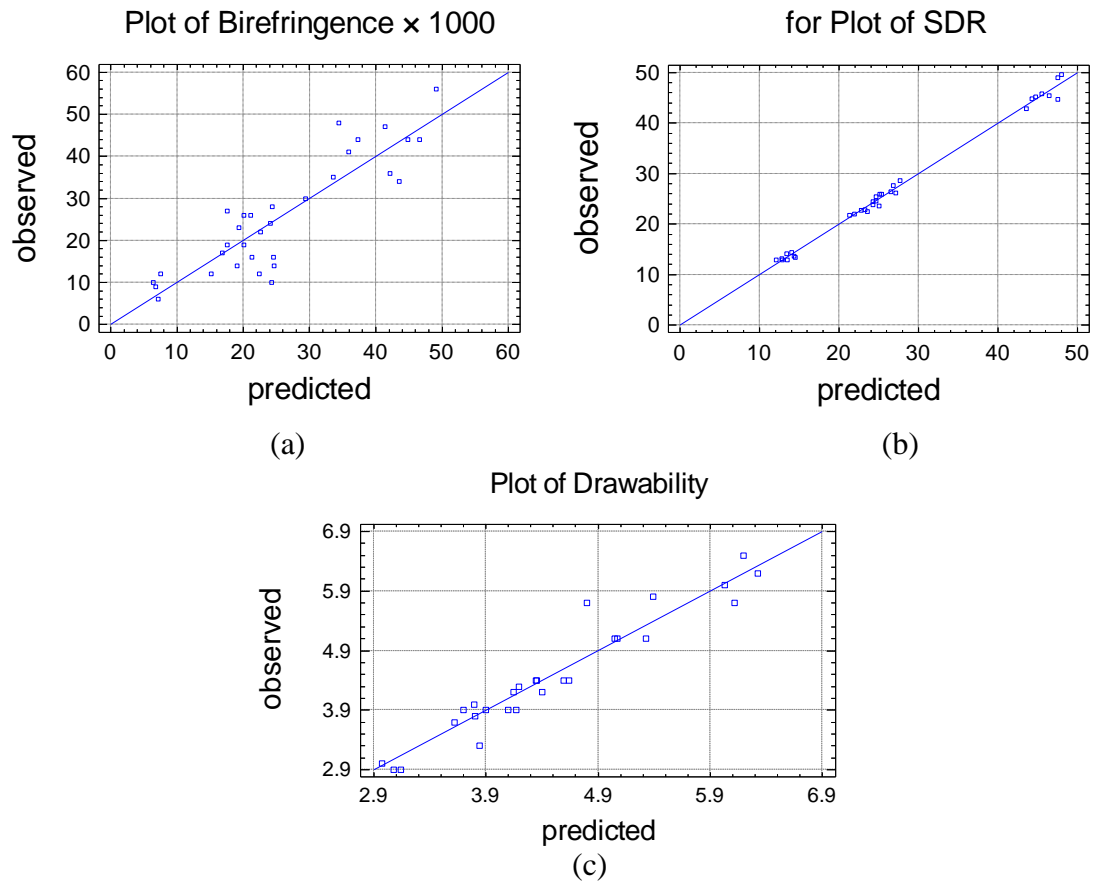 Plot of Birefringence × 1000
for Plot of SDR
60
50
40
30
20
10
0
observed
0 10 20 30 40 50 60
predicted
(a)
50
40
30
20
10
0
observed
0 10 20 30 40 50
predicted
(b)
Plot of Drawability
6.9
5.9
4.9
3.9
2.9
observed
2.9 3.9 4.9 5.9 6.9
predicted
(c)